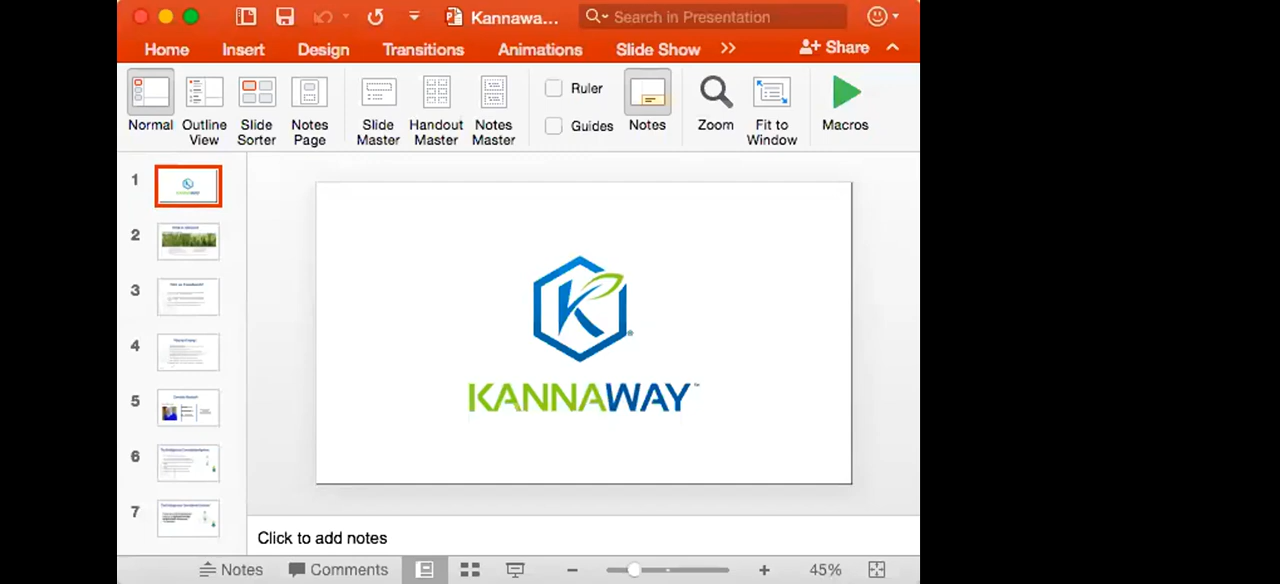 Kannawa... Search in Presentation
Home Insert Design Transitions Animations Slide Show >> Share
Normal Outline View Slide Sorter Notes Page Slide Master Handout Master Notes Master Ruler Guides Notes Zoom Fit to Window Macros
1
2
3
4
5
6
7
K®
KANNAWAY™
Click to add notes
Notes Comments 45%